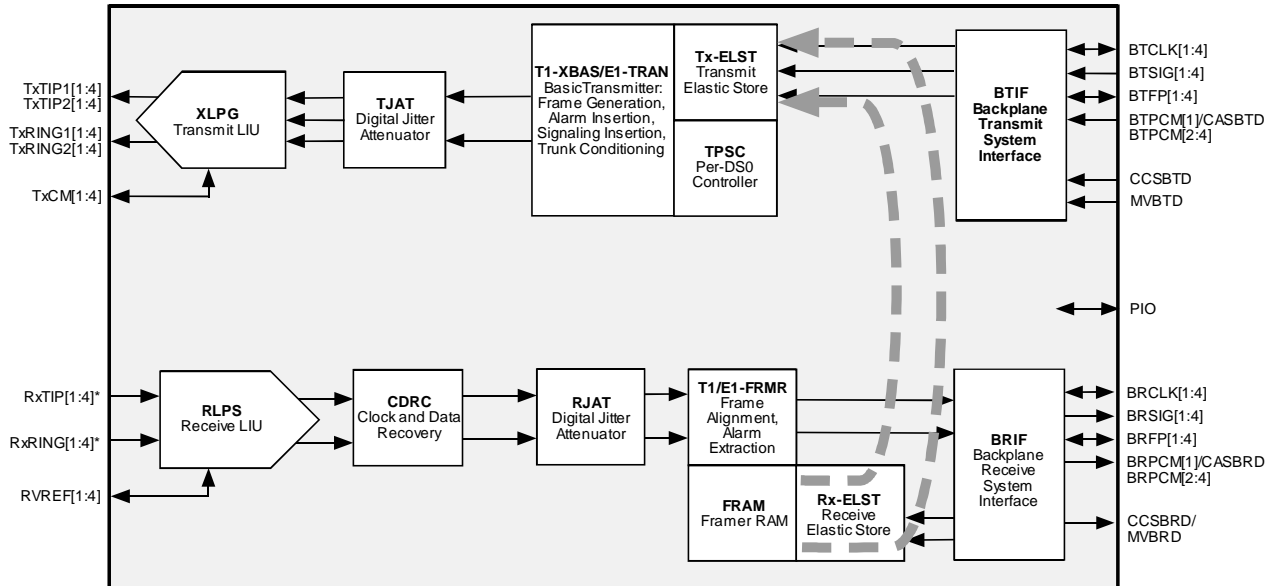 TxTIP1[1:4]
TxTIP2[1:4]
TxRING1[1:4]
TxRING2[1:4]
TxCM[1:4]
XLPG
Transmit LIU
TJAT
Digital Jitter
Attenuator
T1-XBAS/E1-TRAN
BasicTransmitter:
Frame Generation,
Alarm Insertion,
Signaling Insertion,
Trunk Conditioning
Tx-ELST
Transmit
Elastic Store
TPSC
Per-DS0
Controller
BTIF
Backplane
Transmit
System
Interface
BTCLK[1:4]
BTSIG[1:4]
BTFP[1:4]
BTPCM[1]/CASBTD
BTPCM[2:4]
CCSBTD
MVBTD
PIO
RxTIP[1:4]*
RxRING[1:4]*
RVREF[1:4]
RLPS
Receive LIU
CDRC
Clock and Data
Recovery
RJAT
Digital Jitter
Attenuator
T1/E1-FRMR
Frame
Alignment,
Alarm
Extraction
FRAM
Framer RAM
Rx-ELST
Receive
Elastic Store
BRIF
Backplane
Receive
System
Interface
BRCLK[1:4]
BRSIG[1:4]
BRFP[1:4]
BRPCM[1]/CASBRD
BRPCM[2:4]
CCSBRD/
MVBRD